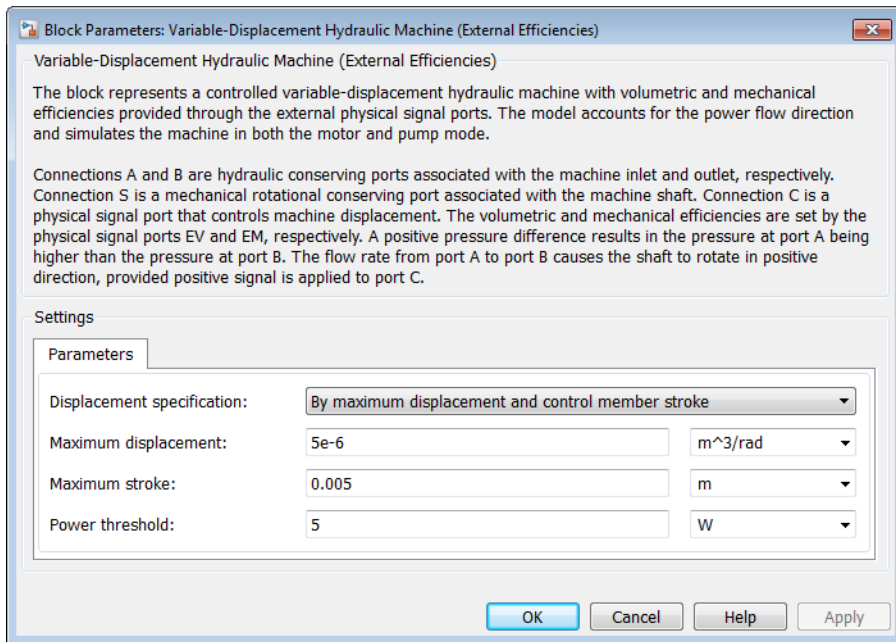 Block Parameters: Variable-Displacement Hydraulic Machine (External Efficiencies)
Variable-Displacement Hydraulic Machine (External Efficiencies)
The block represents a controlled variable-displacement hydraulic machine with volumetric and mechanical
efficiencies provided through the external physical signal ports. The model accounts for the power flow direction
and simulates the machine in both the motor and pump mode.
Connections A and B are hydraulic conserving ports associated with the machine inlet and outlet, respectively.
Connection S is a mechanical rotational conserving port associated with the machine shaft. Connection C is a
physical signal port that controls machine displacement. The volumetric and mechanical efficiencies are set by the
physical signal ports EV and EM, respectively. A positive pressure difference results in the pressure at port A being
higher than the pressure at port B. The flow rate from port A to port B causes the shaft to rotate in positive
direction, provided positive signal is applied to port C.
Settings
Parameters
Displacement specification: By maximum displacement and control member stroke
Maximum displacement: 5e-6 m^3/rad
Maximum stroke: 0.005 m
Power threshold: 5 W
OK Cancel Help Apply